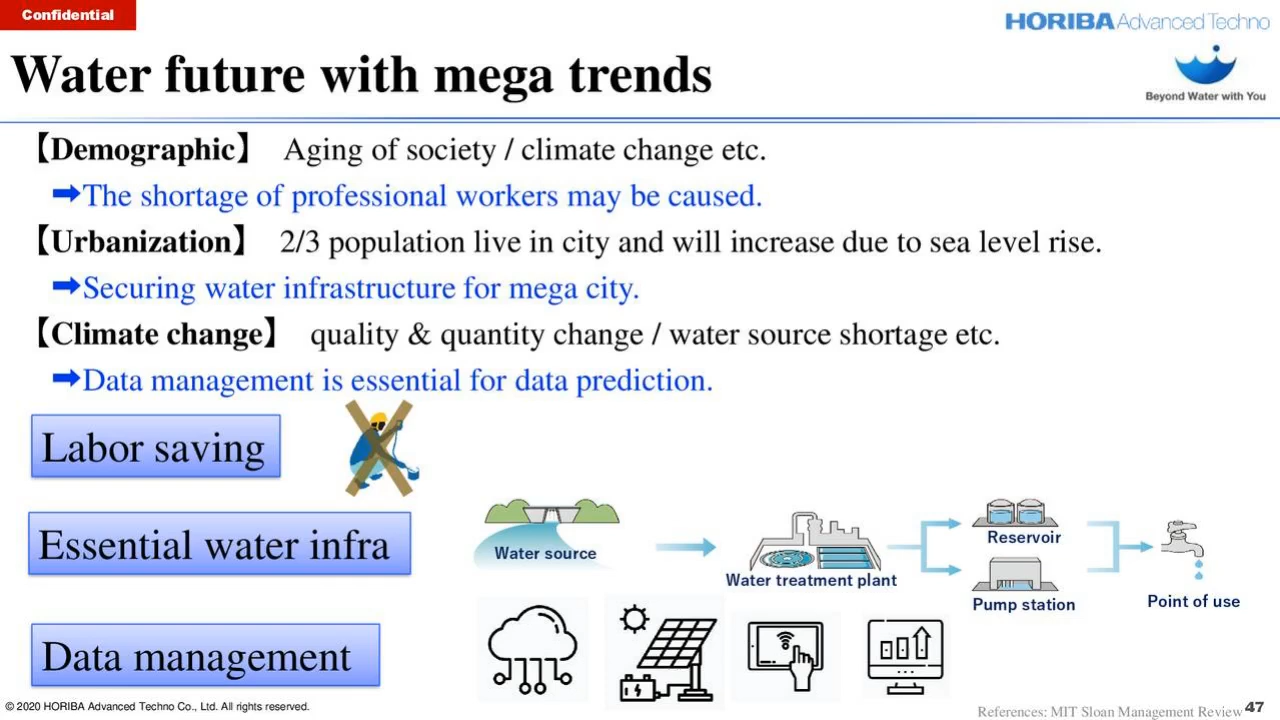 Confidential
HORIBA Advanced Techno
Water future with mega trends
Beyond Water with You
【Demographic】 Aging of society / climate change etc.
➡The shortage of professional workers may be caused.
【Urbanization】 2/3 population live in city and will increase due to sea level rise.
➡Securing water infrastructure for mega city.
【Climate change】 quality & quantity change / water source shortage etc.
➡Data management is essential for data prediction.
Labor saving
Essential water infra
Water source
Water treatment plant
Reservoir
Pump station
Point of use
Data management
© 2020 HORIBA Advanced Techno Co., Ltd. All rights reserved.
References: MIT Sloan Management Review 47